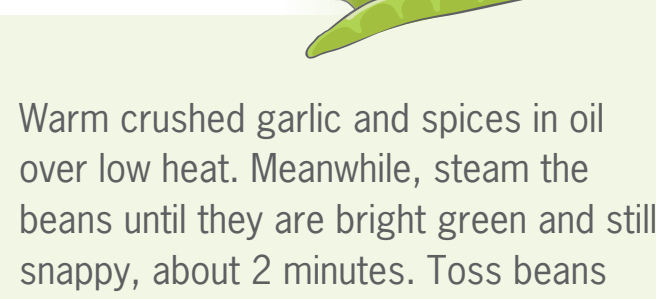 Warm crushed garlic and spices in oil
over low heat. Meanwhile, steam the
beans until they are bright green and still
snappy, about 2 minutes. Toss beans